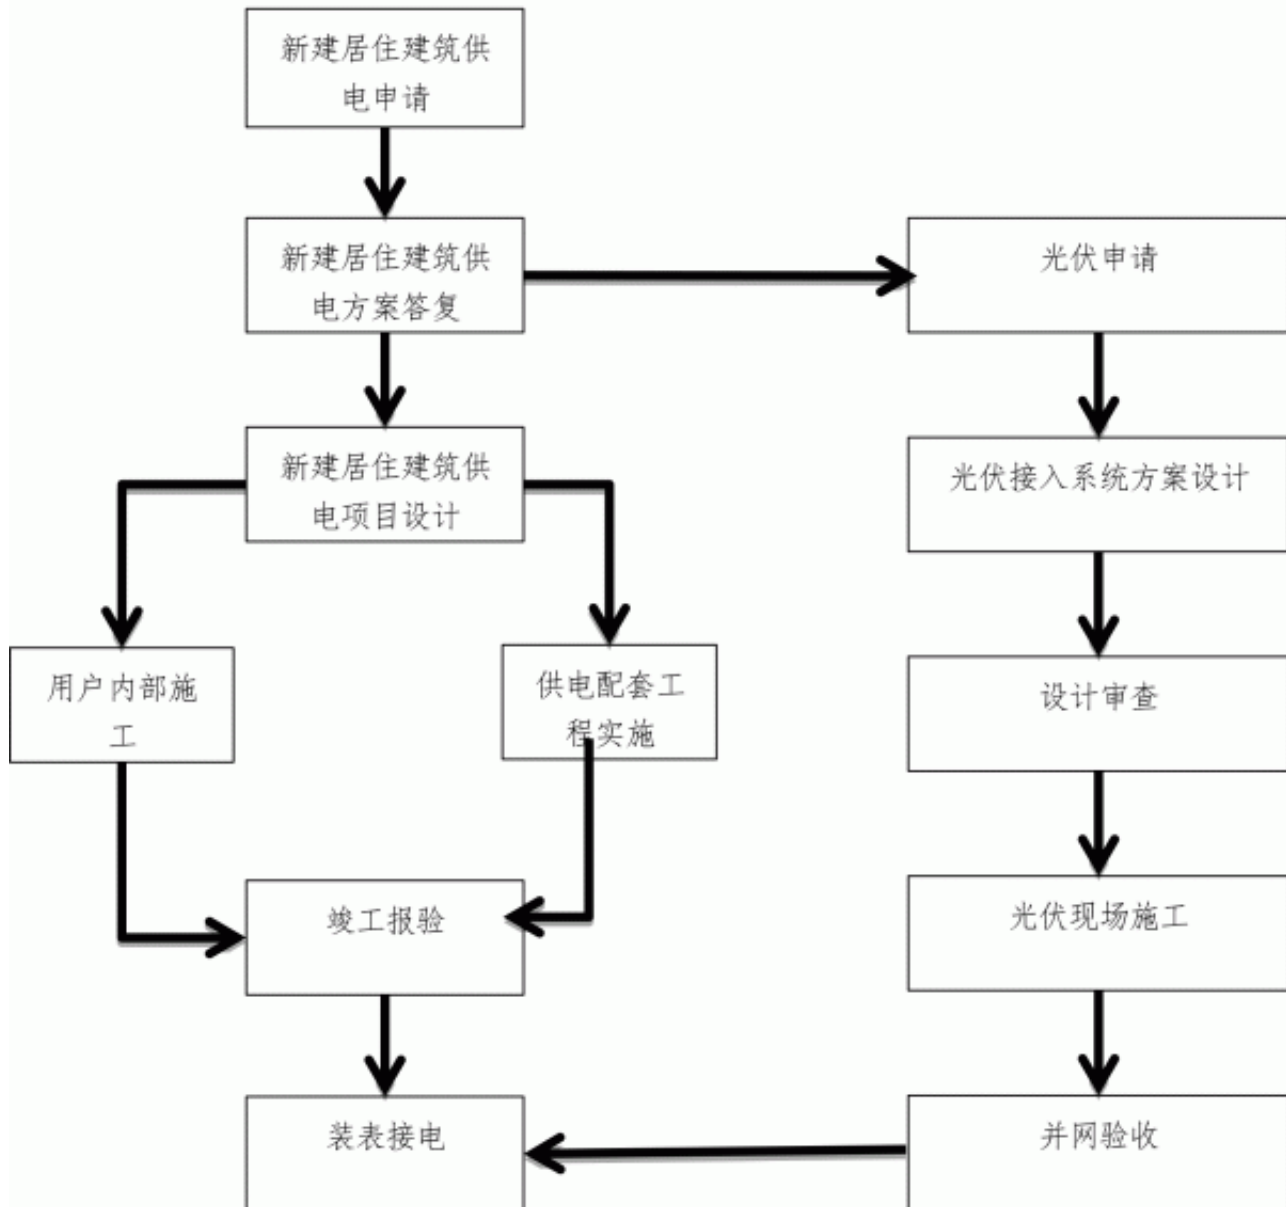 新建居住建筑供
电申请
新建居住建筑供
电方案答复
光伏申请
新建居住建筑供
电项目设计
光伏接入系统方案设计
用户内部施
工
供电配套工
程实施
设计审查
竣工报验
光伏现场施工
装表接电
并网验收